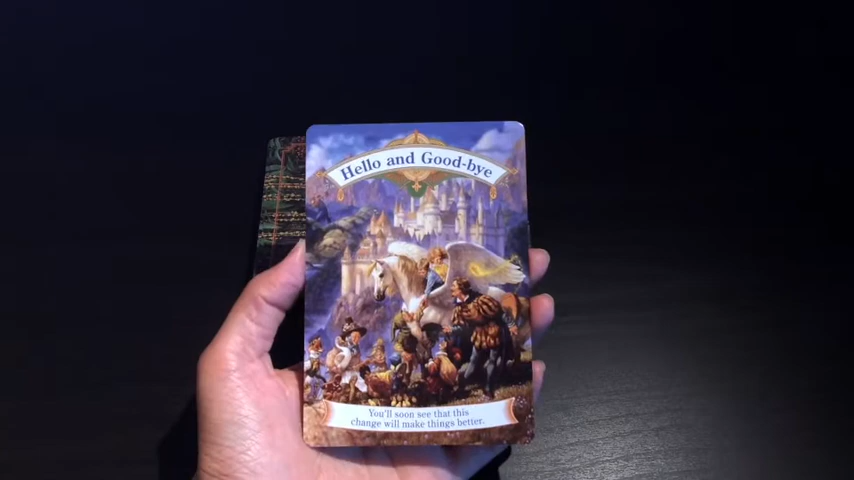 Hello and Good-bye
You'll soon see that this
change will make things better.